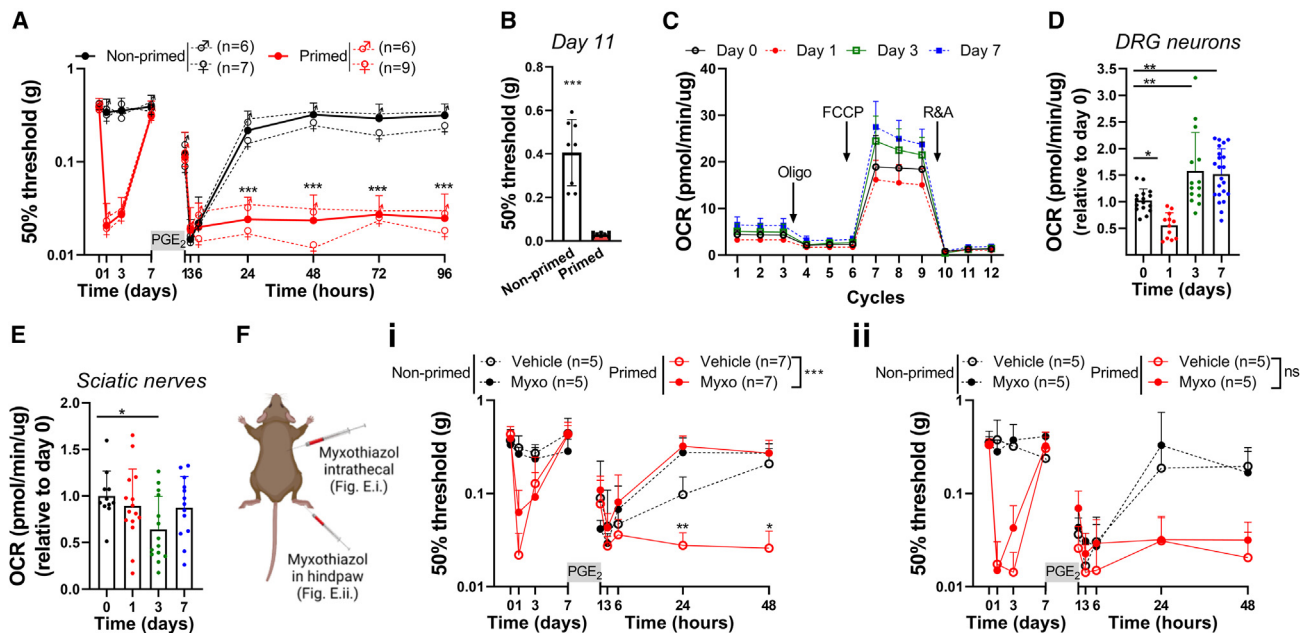 A
Non-primed
♂ (n=6)
♀ (n=7)
Primed
♂ (n=6)
♀ (n=9)
50% threshold (g)
1
0.1
0.01
***
***
***
***
PGE2
0 1 3 7
1 3 6 24 48 72 96
Time (days)
Time (hours)
B
Day 11
50% threshold (g)
0.8
0.6
0.4
0.2
0.0
***
Non-primed
Primed
C
Day 0
Day 1
Day 3
Day 7
OCR (pmol/min/ug)
40
30
20
10
0
Oligo
FCCP
R&A
1 2 3 4 5 6 7 8 9 10 11 12
Cycles
D
DRG neurons
OCR (pmol/min/ug)
(relative to day 0)
3.5
3.0
2.5
2.0
1.5
1.0
0.5
**
**
*
0 1 3 7
Time (days)
E
Sciatic nerves
OCR (pmol/min/ug)
(relative to day 0)
2.0
1.5
1.0
0.5
0.0
*
0 1 3 7
Time (days)
F
Myxothiazol
intrathecal
(Fig. E.i.)
Myxothiazol
in hindpaw
(Fig. E.ii.)
i
Non-primed
Vehicle (n=5)
Myxo (n=5)
Primed
Vehicle (n=7)
Myxo (n=7)
***
50% threshold (g)
1
0.1
0.01
**
*
PGE2
0 1 3 7
1 3 6 24 48
Time (days)
Time (hours)
ii
Non-primed
Vehicle (n=5)
Myxo (n=5)
Primed
Vehicle (n=5)
Myxo (n=5)
ns
50% threshold (g)
1
0.1
0.01
PGE2
0 1 3 7
1 3 6 24 48
Time (days)
Time (hours)